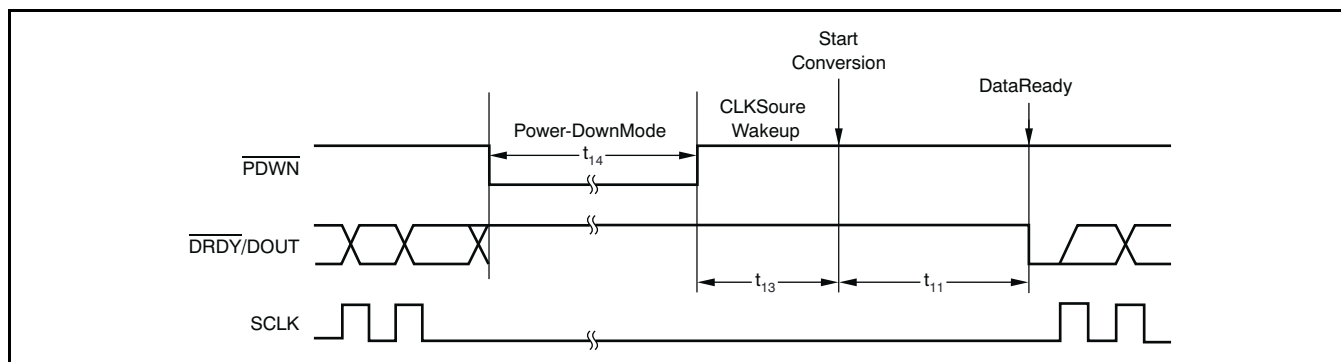 Start
Conversion
DataReady
CLKSoure
Wakeup
Power-DownMode
t14
PDWN
DRDY/DOUT
t13
t11
SCLK